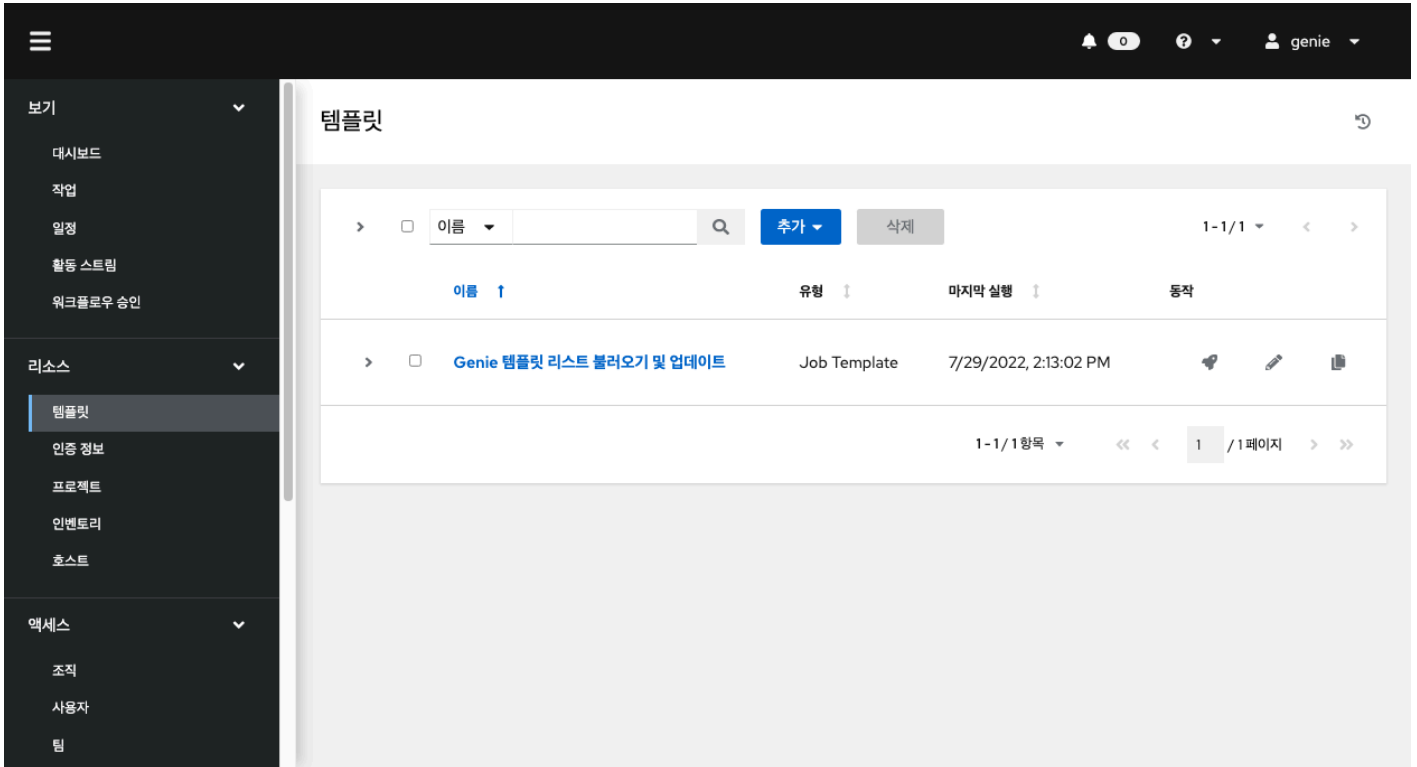 0
genie
보기
대시보드
작업
일정
활동 스트림
워크플로우 승인
리소스
템플릿
인증 정보
프로젝트
인벤토리
호스트
액세스
조직
사용자
팀
템플릿
이름 추가 삭제 1-1/1
이름 유형 마지막 실행 동작
Genie 템플릿 리스트 불러오기 및 업데이트 Job Template 7/29/2022, 2:13:02 PM
1-1/1항목 1 /1페이지